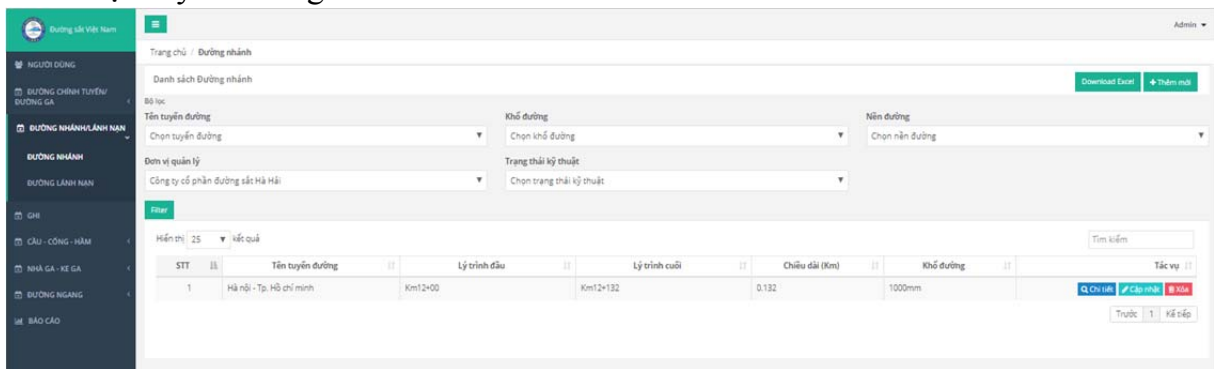 Đường sắt Việt Nam
Admin
Trang chủ / Đường nhánh
NGƯỜI DÙNG
ĐƯỜNG CHÍNH TUYẾN/
ĐƯỜNG GA
ĐƯỜNG NHÁNH/LÁNH NẠN
ĐƯỜNG NHÁNH
ĐƯỜNG LÁNH NẠN
GHI
CẦU - CỐNG - HẦM
NHÀ GA - KE GA
ĐƯỜNG NGANG
BÁO CÁO
Danh sách Đường nhánh
Download Excel
+ Thêm mới
Bộ lọc
Tên tuyến đường Khổ đường Nền đường
Chọn tuyến đường Chọn khổ đường Chọn nền đường
Đơn vị quản lý Trạng thái kỹ thuật
Công ty cổ phần đường sắt Hà Hải Chọn trạng thái kỹ thuật
Filter
Hiển thị 25 kết quả Tìm kiếm
STT Tên tuyến đường Lý trình đầu Lý trình cuối Chiều dài (Km) Khổ đường Tác vụ
1 Hà nội - Tp. Hồ chí minh Km12+00 Km12+132 0.132 1000mm Chi tiết Cập nhật Xóa
Trước 1 Kế tiếp